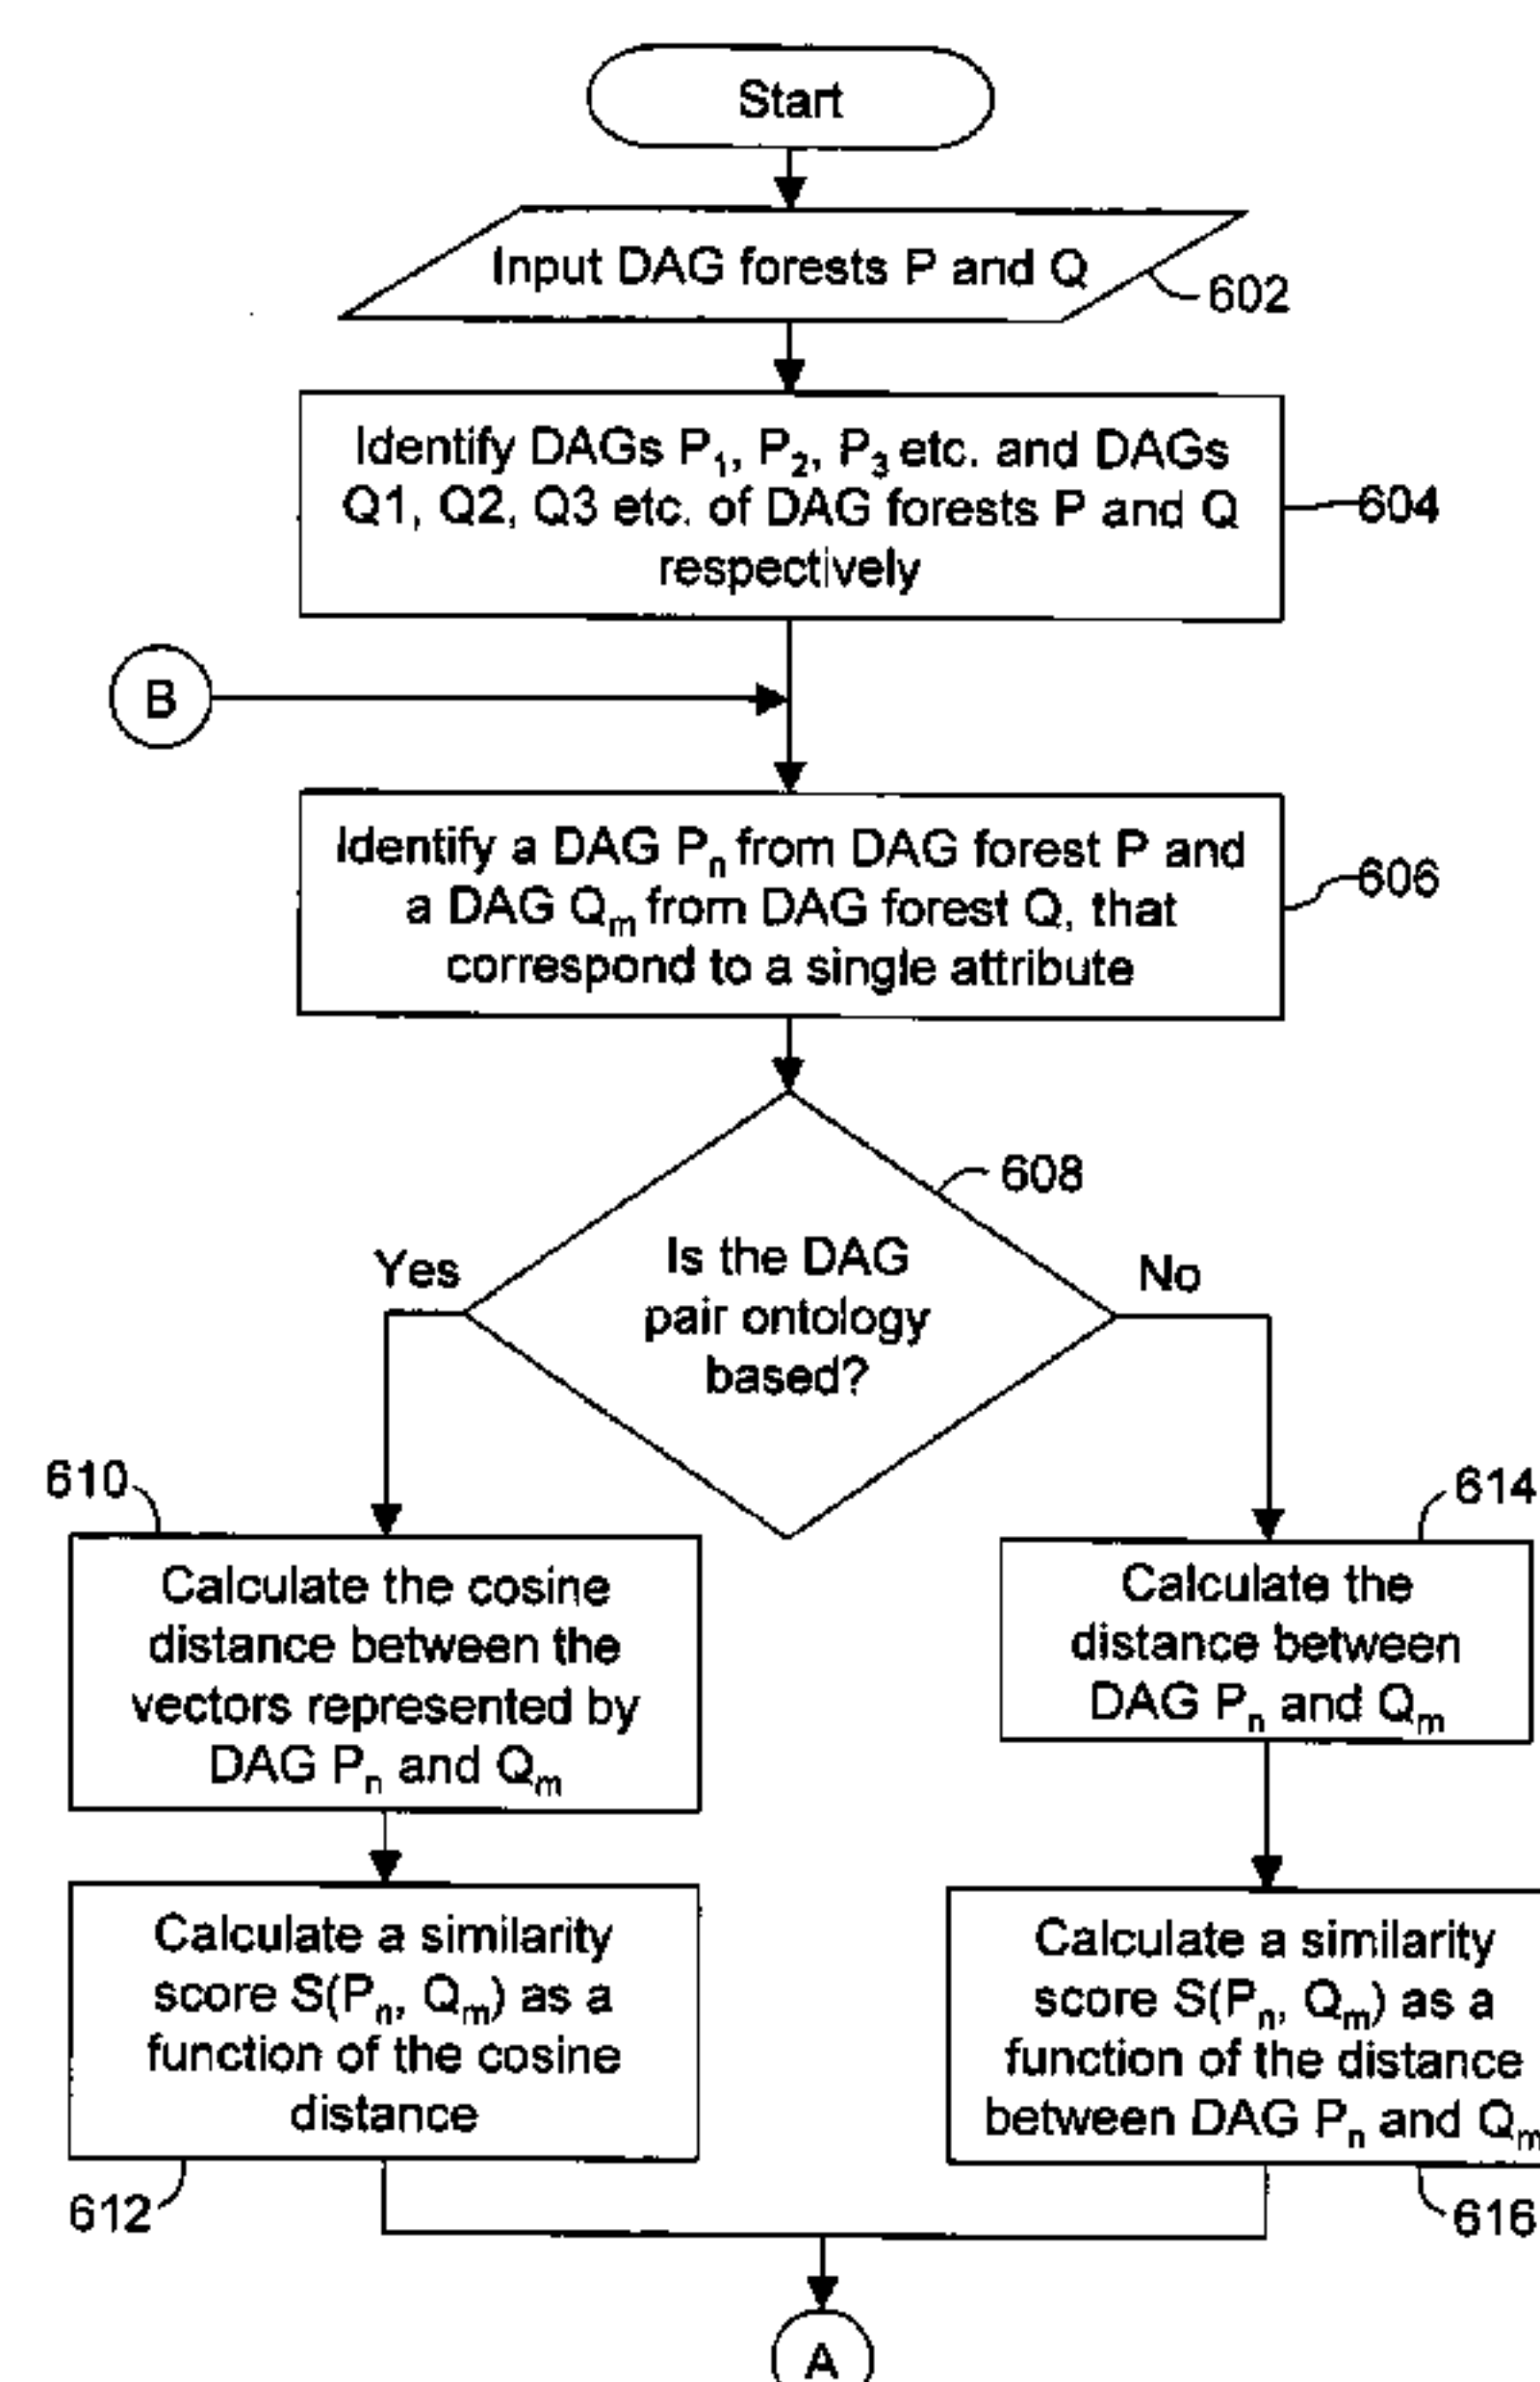 Start
Input DAG forests P and Q
602
Identify DAGs P₁, P₂, P₃ etc. and DAGs
Q1, Q2, Q3 etc. of DAG forests P and Q
respectively
604
B
Identify a DAG Pₙ from DAG forest P and
a DAG Qₘ from DAG forest Q, that
correspond to a single attribute
606
608
Is the DAG
pair ontology
based?
Yes
No
610
Calculate the cosine
distance between the
vectors represented by
DAG Pₙ and Qₘ
614
Calculate the
distance between
DAG Pₙ and Qₘ
Calculate a similarity
score S(Pₙ, Qₘ) as a
function of the cosine
distance
612
Calculate a similarity
score S(Pₙ, Qₘ) as a
function of the distance
between DAG Pₙ and Qₘ
616
A